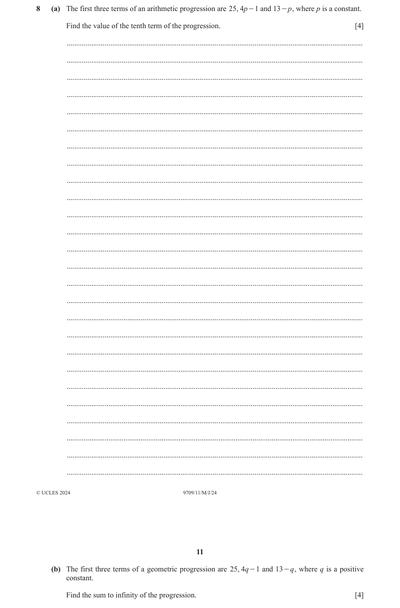 8 (a) The first three terms of an arithmetic progression are 25, 4p − 1 and 13 − p, where p is a constant.
Find the value of the tenth term of the progression. [4]
© UCLES 2024 9709/11/M/J/24
11
(b) The first three terms of a geometric progression are 25, 4q − 1 and 13 − q, where q is a positive
constant.
Find the sum to infinity of the progression. [4]